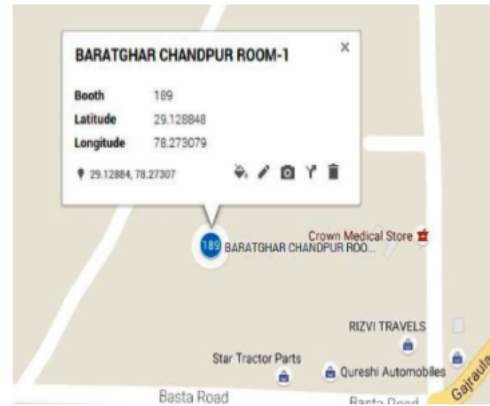 BARATGHAR CHANDPUR ROOM-1
Booth 189
Latitude 29.128848
Longitude 78.273079
29.12884, 78.27307
Crown Medical Store
189 BARATGHAR CHANDPUR ROO...
RIZVI TRAVELS
Star Tractor Parts
Qureshi Automobiles
Gajraula
Basta Road
Basta Road